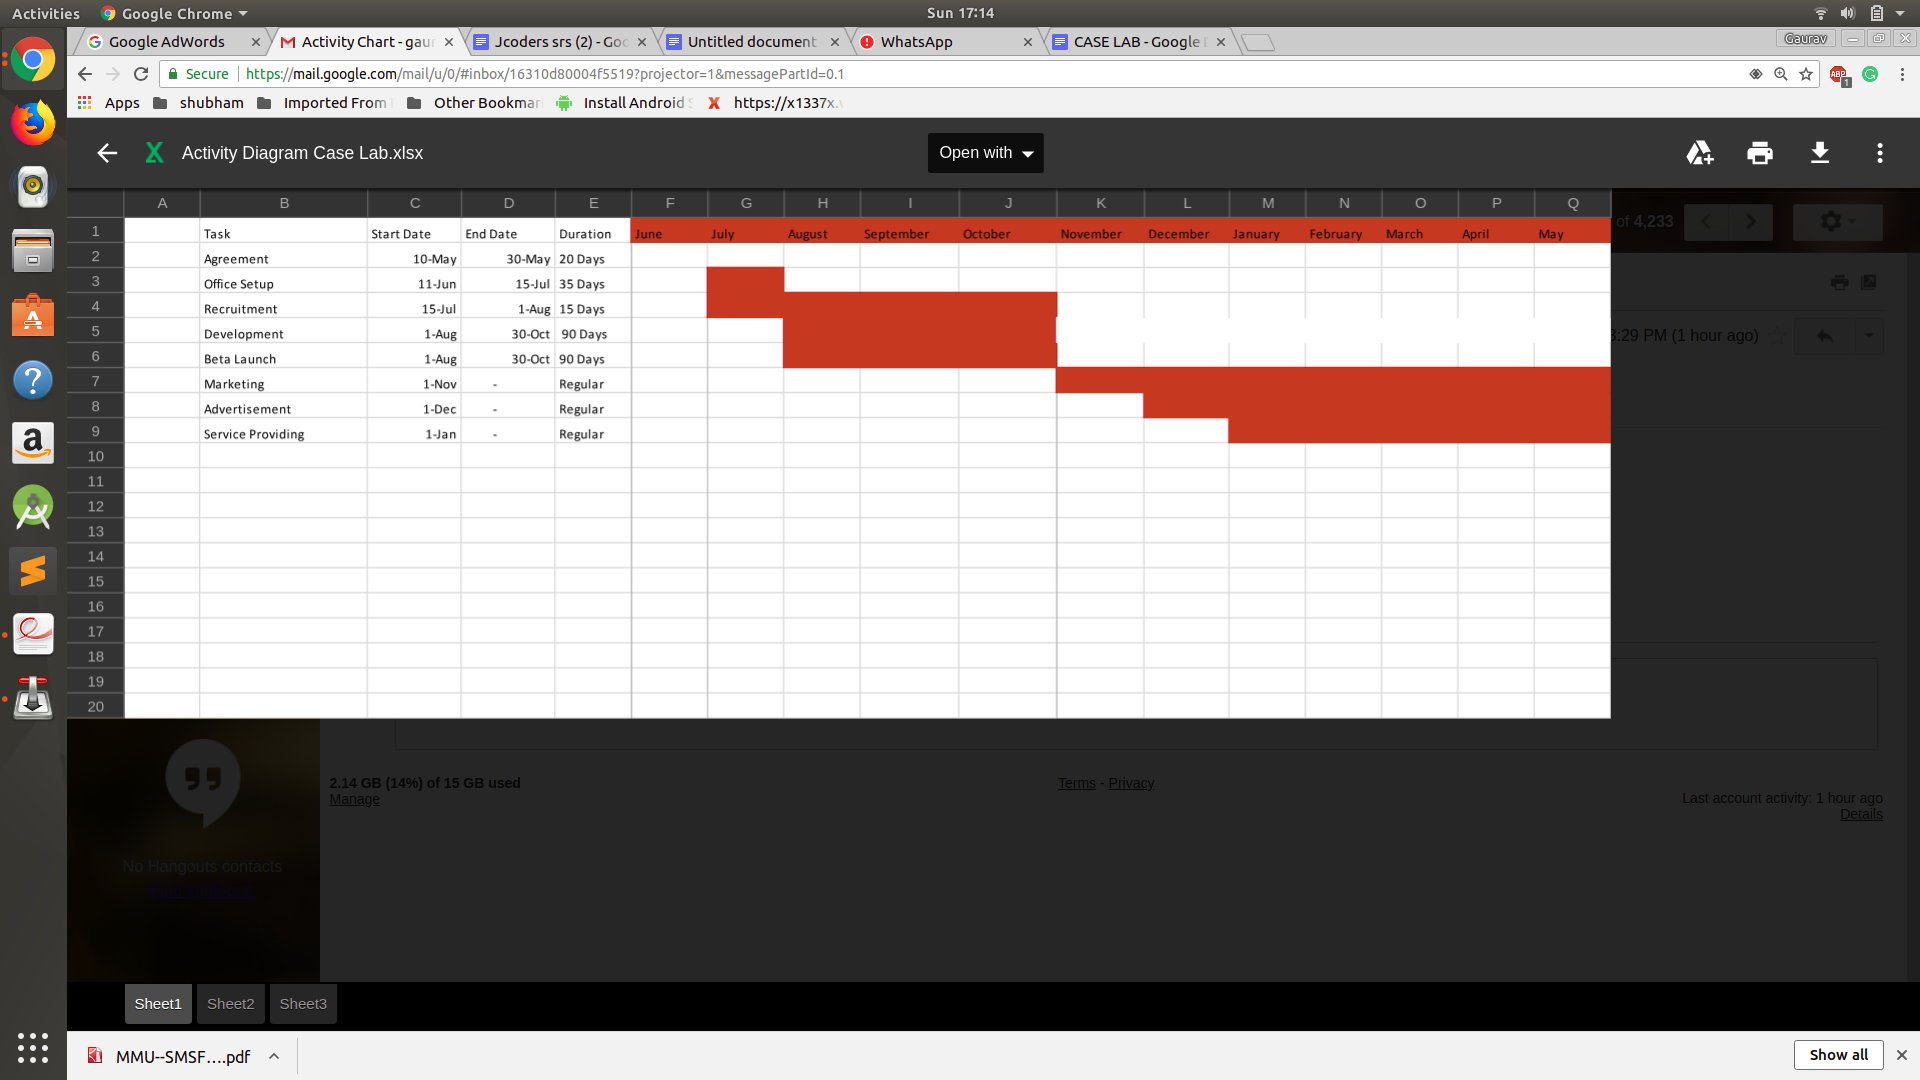 Activities Google Chrome Sun 17:14
Google AdWords Activity Chart - gaur Jcoders srs (2) - Goo Untitled document WhatsApp CASE LAB - Google D Gaurav
Secure https://mail.google.com/mail/u/0/#inbox/16310d80004f5519?projector=1&messagePartId=0.1 ABP 1
Apps shubham Imported From Other Bookmar Install Android S https://x1337x.
Activity Diagram Case Lab.xlsx Open with
A B C D E F G H I J K L M N O P Q
of 4,233
1 Task Start Date End Date Duration June July August September October November December January February March April May
2 Agreement 10-May 30-May 20 Days
3 Office Setup 11-Jun 15-Jul 35 Days
4 Recruitment 15-Jul 1-Aug 15 Days
5 Development 1-Aug 30-Oct 90 Days
:29 PM (1 hour ago)
6 Beta Launch 1-Aug 30-Oct 90 Days
7 Marketing 1-Nov - Regular
8 Advertisement 1-Dec - Regular
9 Service Providing 1-Jan - Regular
10
11
12
13
14
15
16
17
18
19
20
2.14 GB (14%) of 15 GB used Terms - Privacy
Manage
Last account activity: 1 hour ago
Details
No Hangouts contacts
Sheet1 Sheet2 Sheet3
MMU--SMSF....pdf Show all